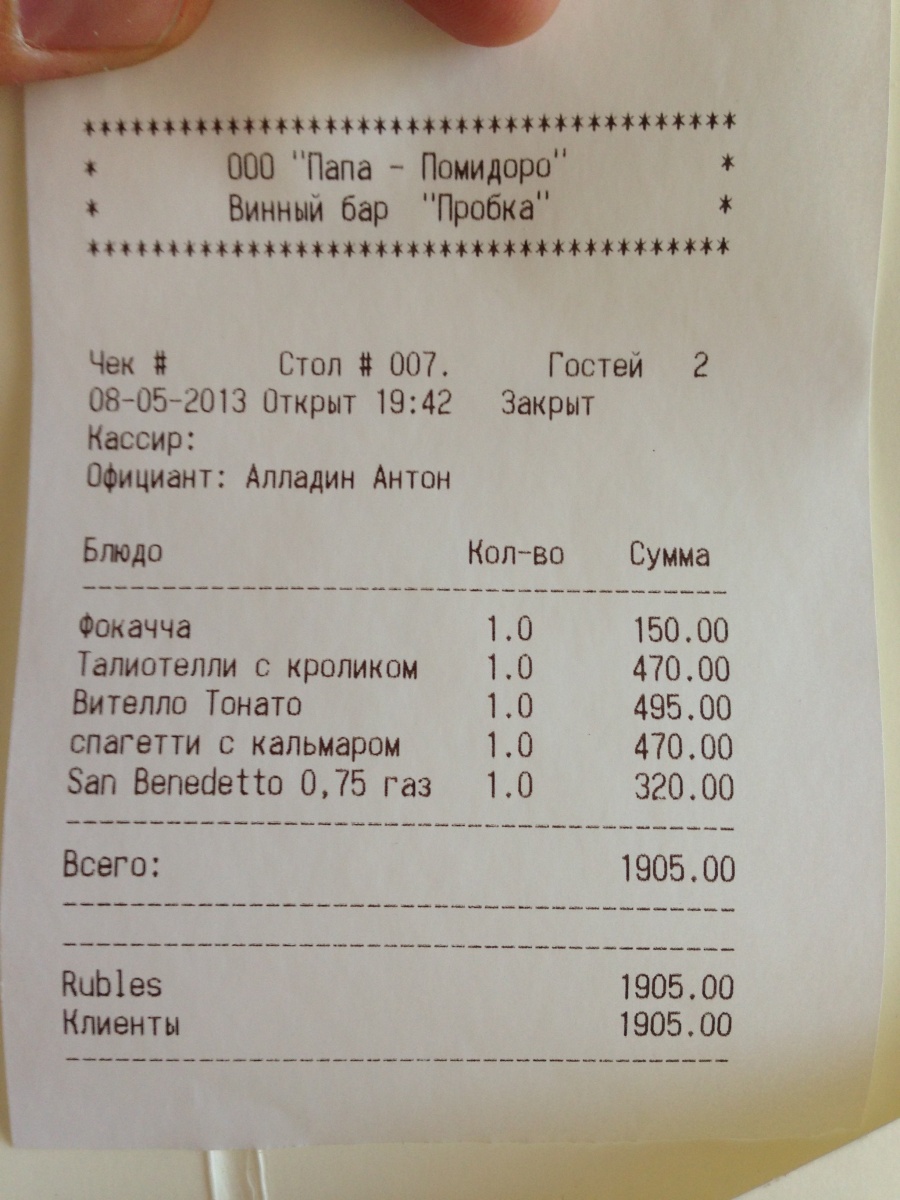 *****************************************
* ООО "Папа - Помидоро" *
* Винный бар "Пробка" *
*****************************************
Чек # Стол # 007. Гостей 2
08-05-2013 Открыт 19:42 Закрыт
Кассир:
Официант: Алладин Антон
Блюдо Кол-во Сумма
-----------------------------------------
Фокачча 1.0 150.00
Талиотелли с кроликом 1.0 470.00
Вителло Тонато 1.0 495.00
спагетти с кальмаром 1.0 470.00
San Benedetto 0,75 газ 1.0 320.00
-----------------------------------------
Всего: 1905.00
-----------------------------------------
-----------------------------------------
Rubles 1905.00
Клиенты 1905.00
-----------------------------------------